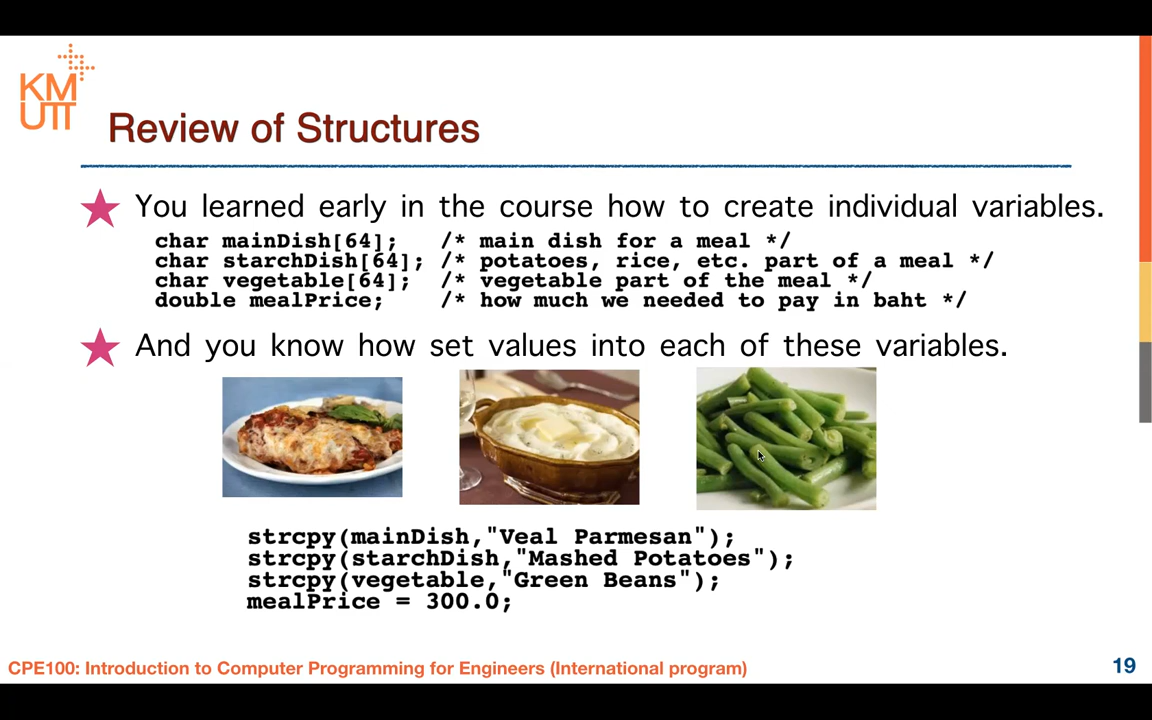 KM
UTT
Review of Structures
You learned early in the course how to create individual variables.
char mainDish[64];   /* main dish for a meal */
char starchDish[64]; /* potatoes, rice, etc. part of a meal */
char vegetable[64];  /* vegetable part of the meal */
double mealPrice;    /* how much we needed to pay in baht */
And you know how set values into each of these variables.
strcpy(mainDish,"Veal Parmesan");
strcpy(starchDish,"Mashed Potatoes");
strcpy(vegetable,"Green Beans");
mealPrice = 300.0;
CPE100: Introduction to Computer Programming for Engineers (International program)
19